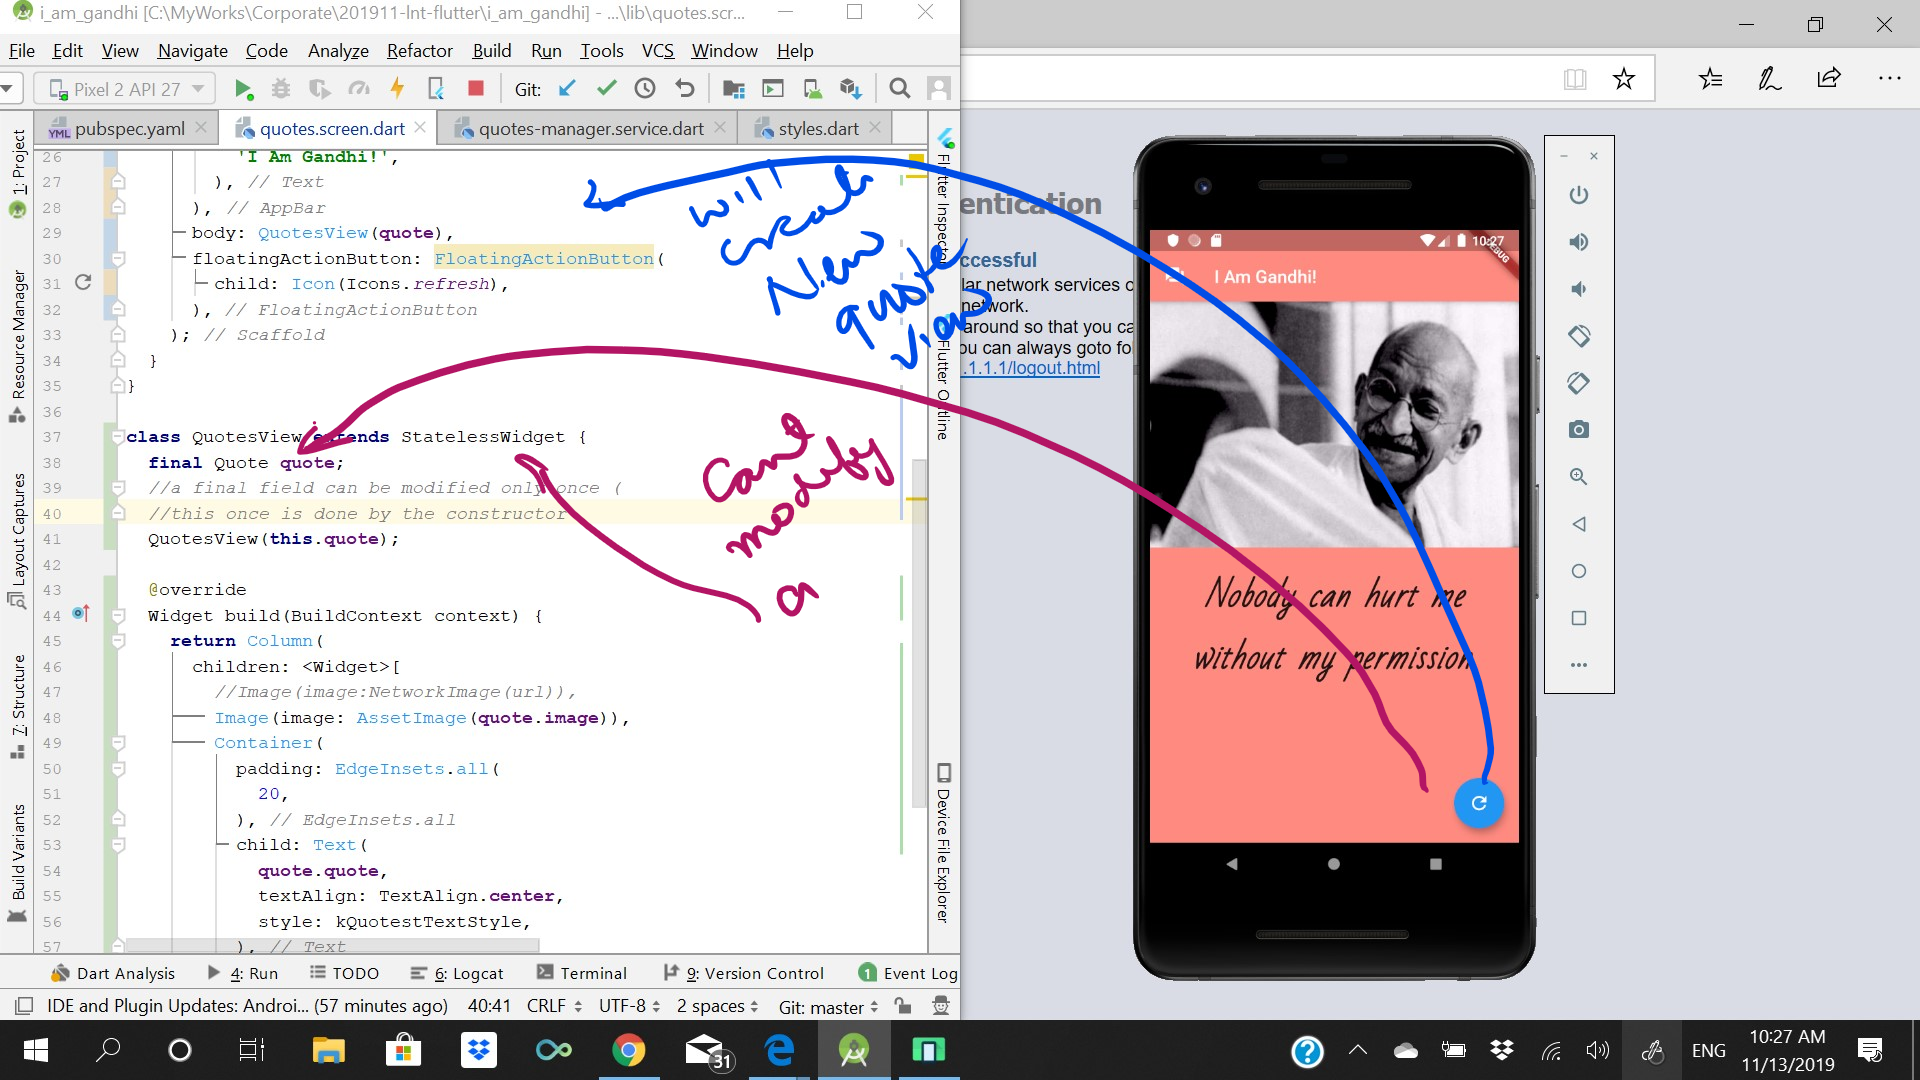 i_am_gandhi [C:\MyWorks\Corporate\201911-lnt-flutter\i_am_gandhi] - ...\lib\quotes.scr...
File Edit View Navigate Code Analyze Refactor Build Run Tools VCS Window Help
Pixel 2 API 27 Git:
pubspec.yaml quotes.screen.dart quotes-manager.service.dart styles.dart
1: Project
Resource Manager
Layout Captures
7: Structure
Build Variants
26 'I Am Gandhi!',
27 ), // Text
28 ), // AppBar
29 body: QuotesView(quote),
30 floatingActionButton: FloatingActionButton(
31 child: Icon(Icons.refresh),
32 ), // FloatingActionButton
33 ); // Scaffold
34 }
35 }
36
37 class QuotesView extends StatelessWidget {
38 final Quote quote;
39 //a final field can be modified only once (
40 //this once is done by the constructor
41 QuotesView(this.quote);
42
43 @override
44 Widget build(BuildContext context) {
45 return Column(
46 children: <Widget>[
47 //Image(image:NetworkImage(url)),
48 Image(image: AssetImage(quote.image)),
49 Container(
50 padding: EdgeInsets.all(
51 20,
52 ), // EdgeInsets.all
53 child: Text(
54 quote.quote,
55 textAlign: TextAlign.center,
56 style: kQuotestTextStyle,
57 ), // Text
will
create
New
quote
view
Cant
modify
a
Flutter Inspector
Flutter Outline
Device File Explorer
entication
ccessful
lar network services o
network.
around so that you ca
ou can always goto fo
.1.1.1/logout.html
10:27
DEBUG
I Am Gandhi!
Nobody can hurt me
without my permission
Dart Analysis 4: Run TODO 6: Logcat Terminal 9: Version Control 1 Event Log
IDE and Plugin Updates: Androi... (57 minutes ago) 40:41 CRLF UTF-8 2 spaces Git: master
31
ENG
10:27 AM
11/13/2019